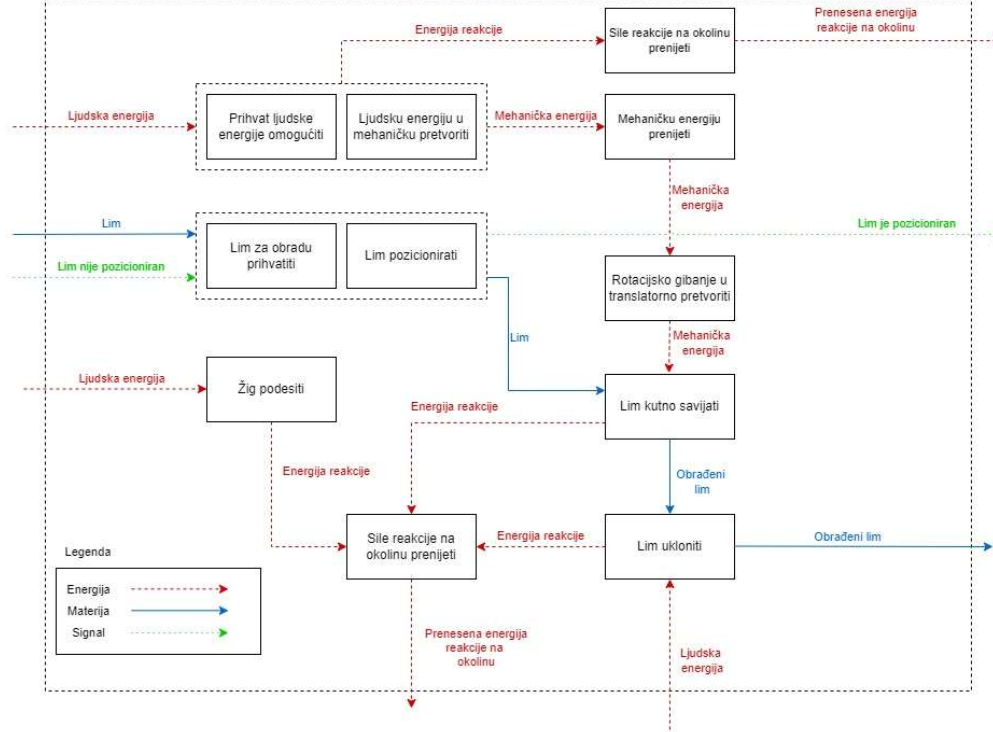 Energija reakcije
Sile reakcije na okolinu
prenijeti
Prenesena energija
reakcije na okolinu
Ljudska energija
Prihvat ljudske
energije omogućiti
Ljudsku energiju u
mehaničku pretvoriti
Mehanička energija
Mehaničku energiju
prenijeti
Mehanička
energija
Lim
Lim nije pozicioniran
Lim za obradu
prihvatiti
Lim pozicionirati
Lim je pozicioniran
Rotacijsko gibanje u
translatorno pretvoriti
Lim
Mehanička
energija
Ljudska energija
Žig podesiti
Energija reakcije
Lim kutno savijati
Energija reakcije
Obrađeni
lim
Sile reakcije na
okolinu prenijeti
Energija reakcije
Lim ukloniti
Obrađeni lim
Legenda
Energija
Materija
Signal
Prenesena energija
reakcije na
okolinu
Ljudska
energija